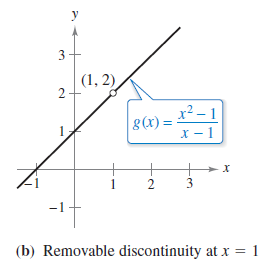 y
3
(1, 2)
2
g(x) = x² – 1 / x – 1
1
x
–1 1 2 3
–1
(b) Removable discontinuity at x = 1